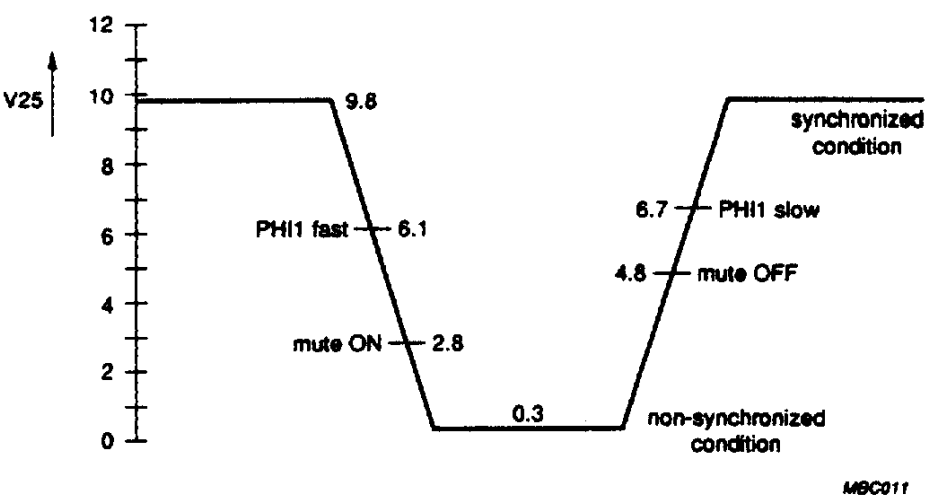 12
V25
10
9.8
synchronized
condition
8
6.7 PHI1 slow
PHI1 fast 6.1
6
4.8 mute OFF
4
mute ON 2.8
2
0.3
non-synchronized
condition
0
MBC011